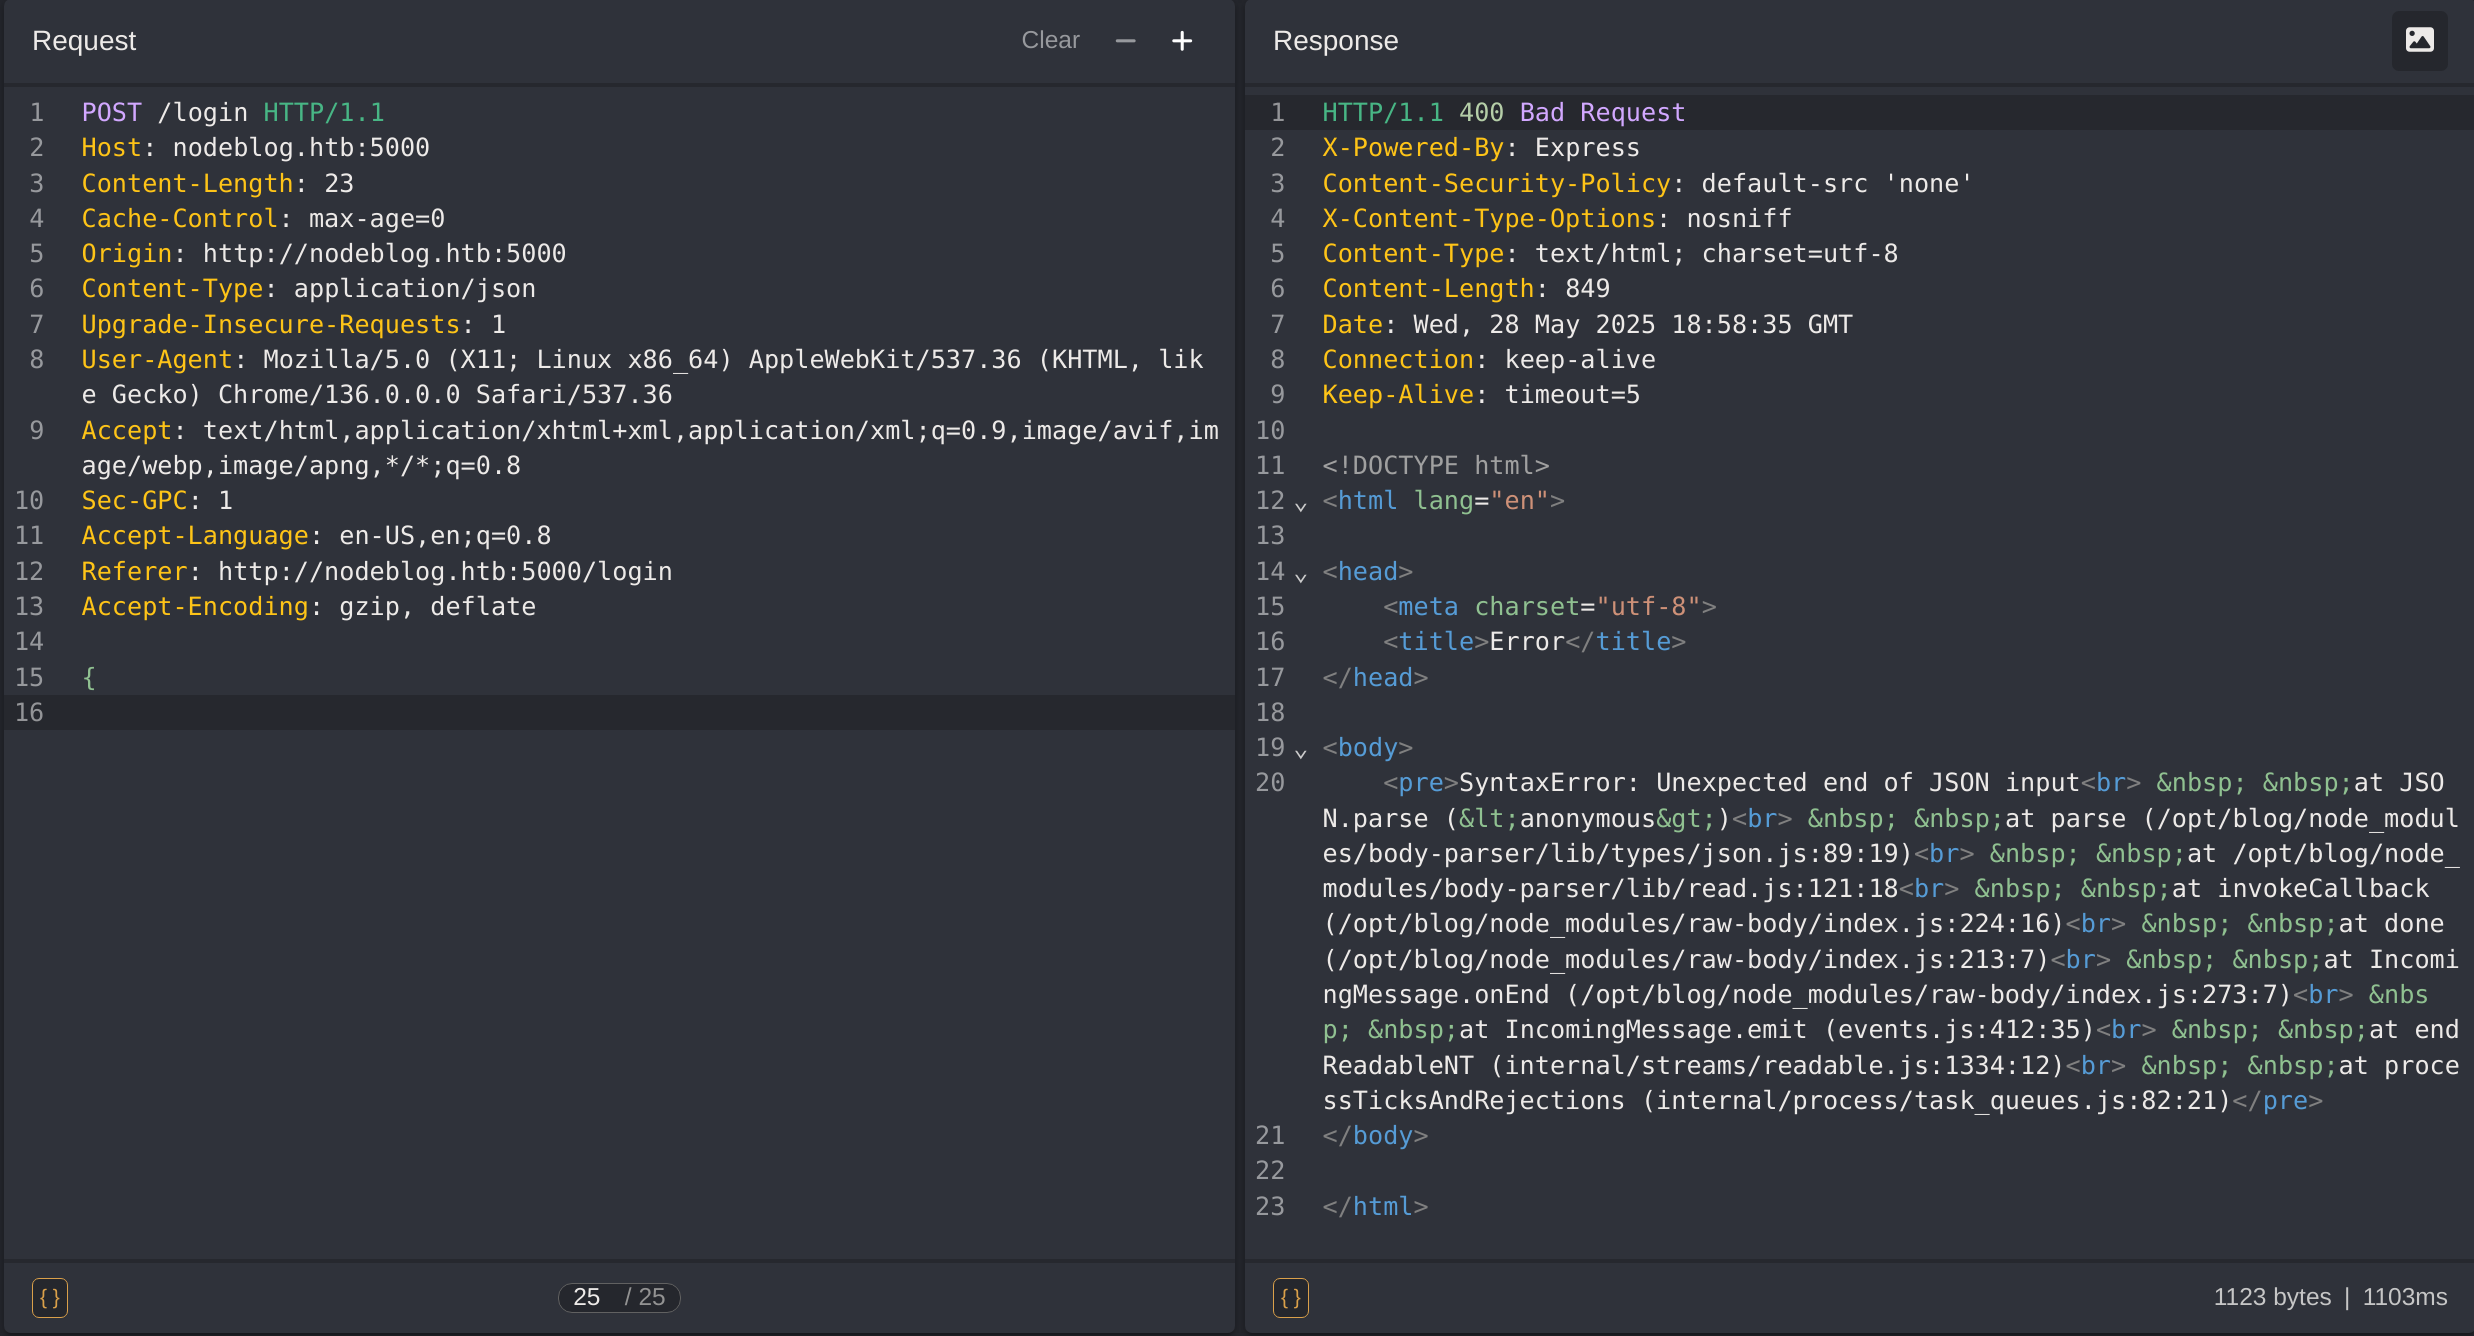 Request
Clear − +
1 POST /login HTTP/1.1
2 Host: nodeblog.htb:5000
3 Content-Length: 23
4 Cache-Control: max-age=0
5 Origin: http://nodeblog.htb:5000
6 Content-Type: application/json
7 Upgrade-Insecure-Requests: 1
8 User-Agent: Mozilla/5.0 (X11; Linux x86_64) AppleWebKit/537.36 (KHTML, lik
e Gecko) Chrome/136.0.0.0 Safari/537.36
9 Accept: text/html,application/xhtml+xml,application/xml;q=0.9,image/avif,im
age/webp,image/apng,*/*;q=0.8
10 Sec-GPC: 1
11 Accept-Language: en-US,en;q=0.8
12 Referer: http://nodeblog.htb:5000/login
13 Accept-Encoding: gzip, deflate
14
15 {
16
{ }
25 / 25
Response
1 HTTP/1.1 400 Bad Request
2 X-Powered-By: Express
3 Content-Security-Policy: default-src 'none'
4 X-Content-Type-Options: nosniff
5 Content-Type: text/html; charset=utf-8
6 Content-Length: 849
7 Date: Wed, 28 May 2025 18:58:35 GMT
8 Connection: keep-alive
9 Keep-Alive: timeout=5
10
11 <!DOCTYPE html>
12 <html lang="en">
13
14 <head>
15     <meta charset="utf-8">
16     <title>Error</title>
17 </head>
18
19 <body>
20     <pre>SyntaxError: Unexpected end of JSON input<br> &nbsp; &nbsp;at JSO
N.parse (&lt;anonymous&gt;)<br> &nbsp; &nbsp;at parse (/opt/blog/node_modul
es/body-parser/lib/types/json.js:89:19)<br> &nbsp; &nbsp;at /opt/blog/node_
modules/body-parser/lib/read.js:121:18<br> &nbsp; &nbsp;at invokeCallback
(/opt/blog/node_modules/raw-body/index.js:224:16)<br> &nbsp; &nbsp;at done
(/opt/blog/node_modules/raw-body/index.js:213:7)<br> &nbsp; &nbsp;at Incomi
ngMessage.onEnd (/opt/blog/node_modules/raw-body/index.js:273:7)<br> &nbs
p; &nbsp;at IncomingMessage.emit (events.js:412:35)<br> &nbsp; &nbsp;at end
ReadableNT (internal/streams/readable.js:1334:12)<br> &nbsp; &nbsp;at proce
ssTicksAndRejections (internal/process/task_queues.js:82:21)</pre>
21 </body>
22
23 </html>
{ }
1123 bytes | 1103ms